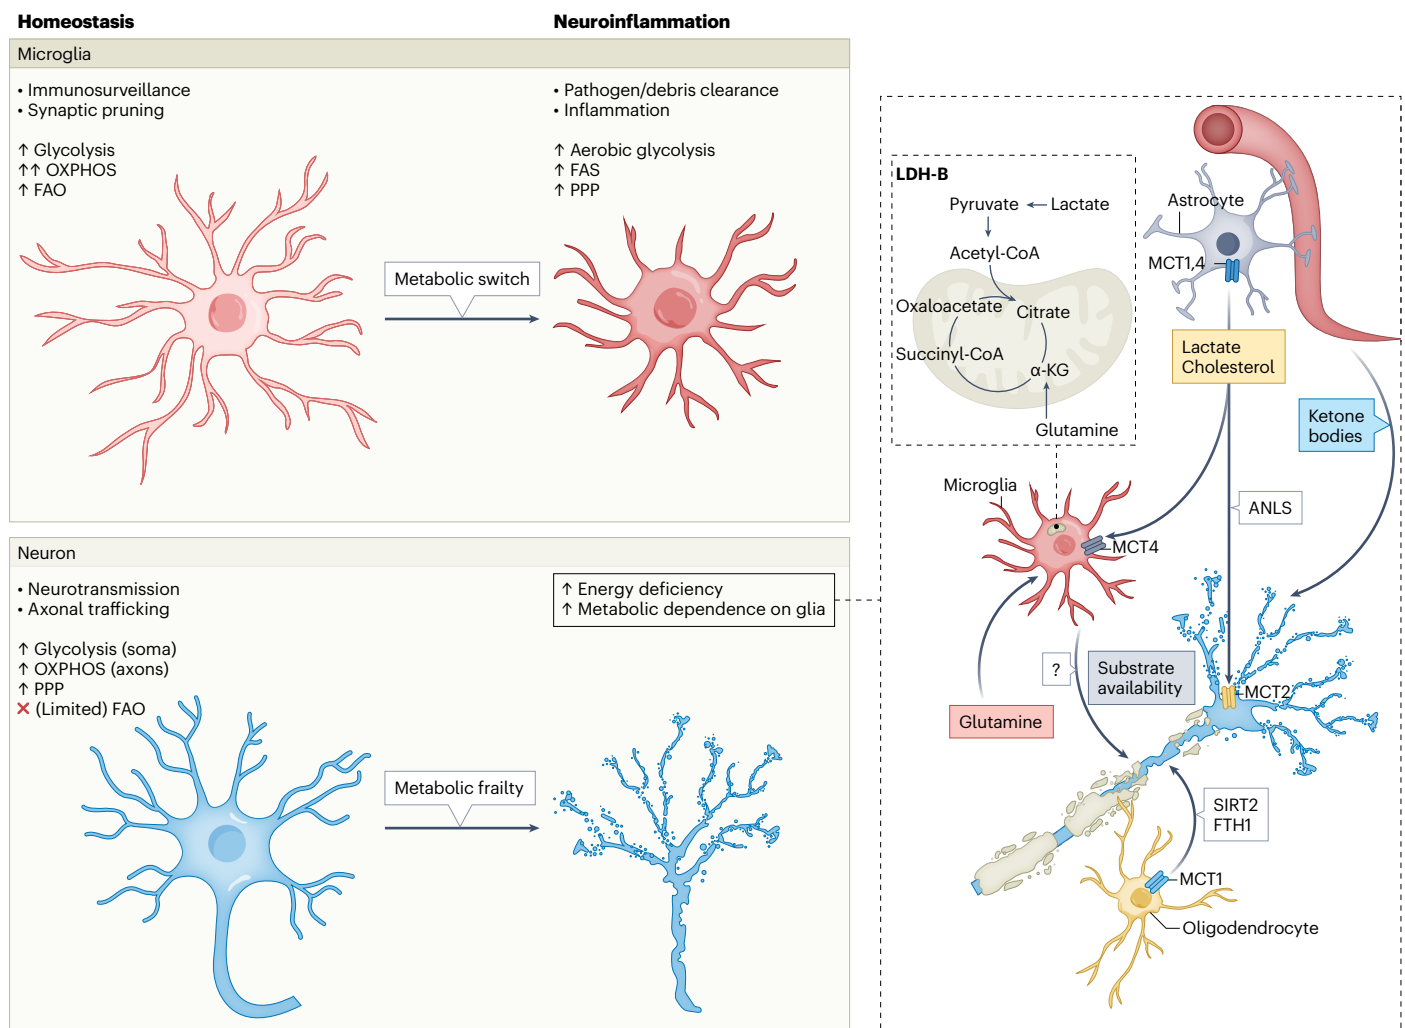 Homeostasis
Neuroinflammation
Microglia
• Immunosurveillance
• Synaptic pruning
↑ Glycolysis
↑↑ OXPHOS
↑ FAO
Metabolic switch
• Pathogen/debris clearance
• Inflammation
↑ Aerobic glycolysis
↑ FAS
↑ PPP
Neuron
• Neurotransmission
• Axonal trafficking
↑ Glycolysis (soma)
↑ OXPHOS (axons)
↑ PPP
× (Limited) FAO
Metabolic frailty
↑ Energy deficiency
↑ Metabolic dependence on glia
LDH-B
Pyruvate
Lactate
Acetyl-CoA
Oxaloacetate
Citrate
Succinyl-CoA
α-KG
Glutamine
Astrocyte
MCT1,4
Lactate
Cholesterol
Ketone
bodies
ANLS
Microglia
MCT4
?
Substrate
availability
Glutamine
MCT2
SIRT2
FTH1
MCT1
Oligodendrocyte